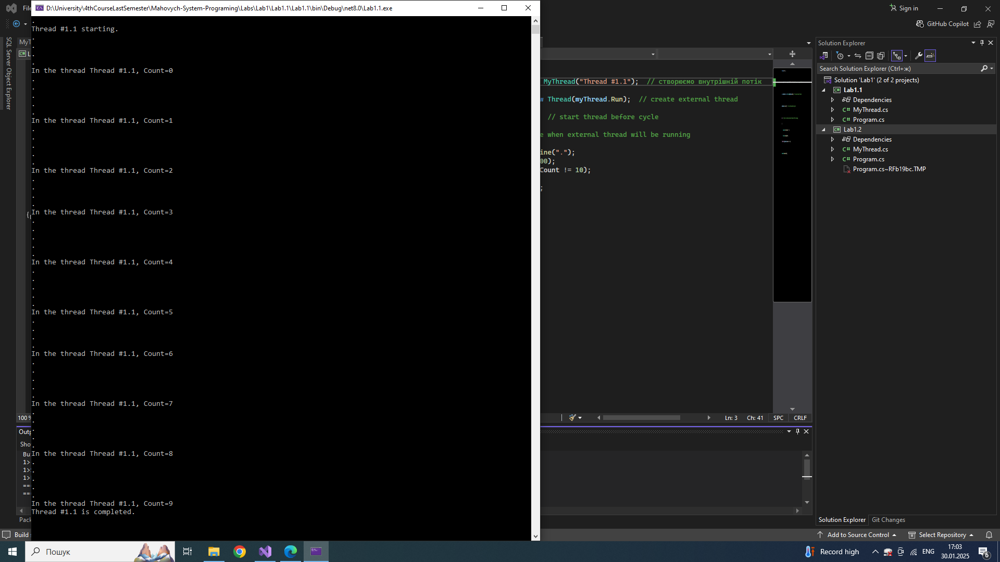 D:\University\4thCourseLastSemester\Mahovych-System-Programing\Labs\Lab1\Lab1.1\Lab1.1\bin\Debug\net8.0\Lab1.1.exe
.
Thread #1.1 starting.
.
.
.
.
In the thread Thread #1.1, Count=0
.
.
.
.
.
In the thread Thread #1.1, Count=1
.
.
.
.
.
In the thread Thread #1.1, Count=2
.
.
.
.
In the thread Thread #1.1, Count=3
.
.
.
.
.
In the thread Thread #1.1, Count=4
.
.
.
.
.
In the thread Thread #1.1, Count=5
.
.
.
.
In the thread Thread #1.1, Count=6
.
.
.
.
.
In the thread Thread #1.1, Count=7
.
.
.
.
.
In the thread Thread #1.1, Count=8
.
.
.
.
.
In the thread Thread #1.1, Count=9
Thread #1.1 is completed.
SQL Server Object Explorer
100 %
MyThread("Thread #1.1");  // створюємо внутрішній потік
Thread(myThread.Run);  // create external thread
// start thread before cycle
e when external thread will be running
ine(".");
00);
Count != 10);
;
Ln: 3 Ch: 41 SPC CRLF
Sign in
GitHub Copilot
Solution Explorer
Search Solution Explorer (Ctrl+ж)
Solution 'Lab1' (2 of 2 projects)
C# Lab1.1
Dependencies
C# MyThread.cs
C# Program.cs
C# Lab1.2
Dependencies
C# MyThread.cs
C# Program.cs
Program.cs~RFb19bc.TMP
Solution Explorer Git Changes
Build
Add to Source Control Select Repository
Пошук
Record high
ENG
17:03
30.01.2025
6